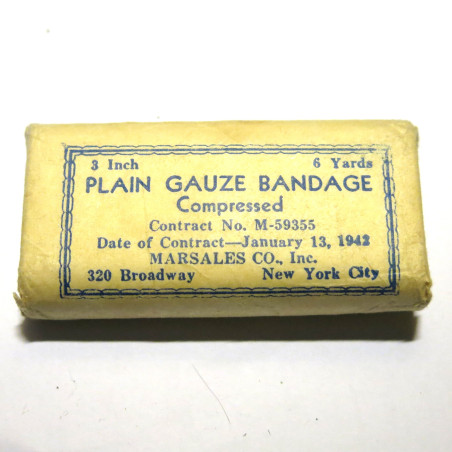 3 Inch 6 Yards
PLAIN GAUZE BANDAGE
Compressed
Contract No. M-59355
Date of Contract—January 13, 1942
MARSALES CO., Inc.
320 Broadway New York City